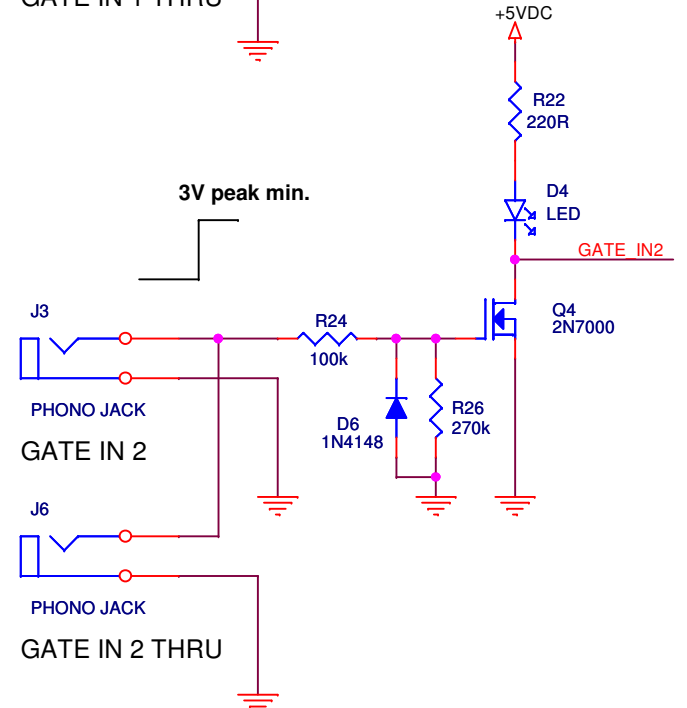 GATE IN 1 THRU
+5VDC
R22
220R
3V peak min.
D4
LED
GATE_IN2
J3
R24
100k
Q4
2N7000
PHONO JACK
D6
1N4148
R26
270k
GATE IN 2
J6
PHONO JACK
GATE IN 2 THRU